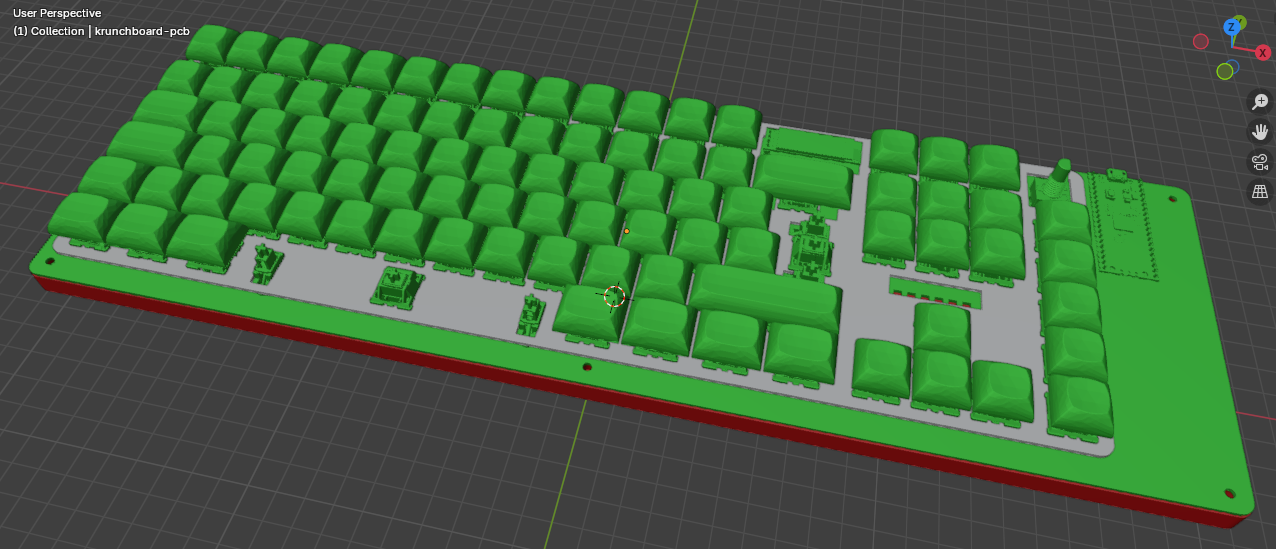 User Perspective
(1) Collection | krunchboard-pcb
Y
Z
X